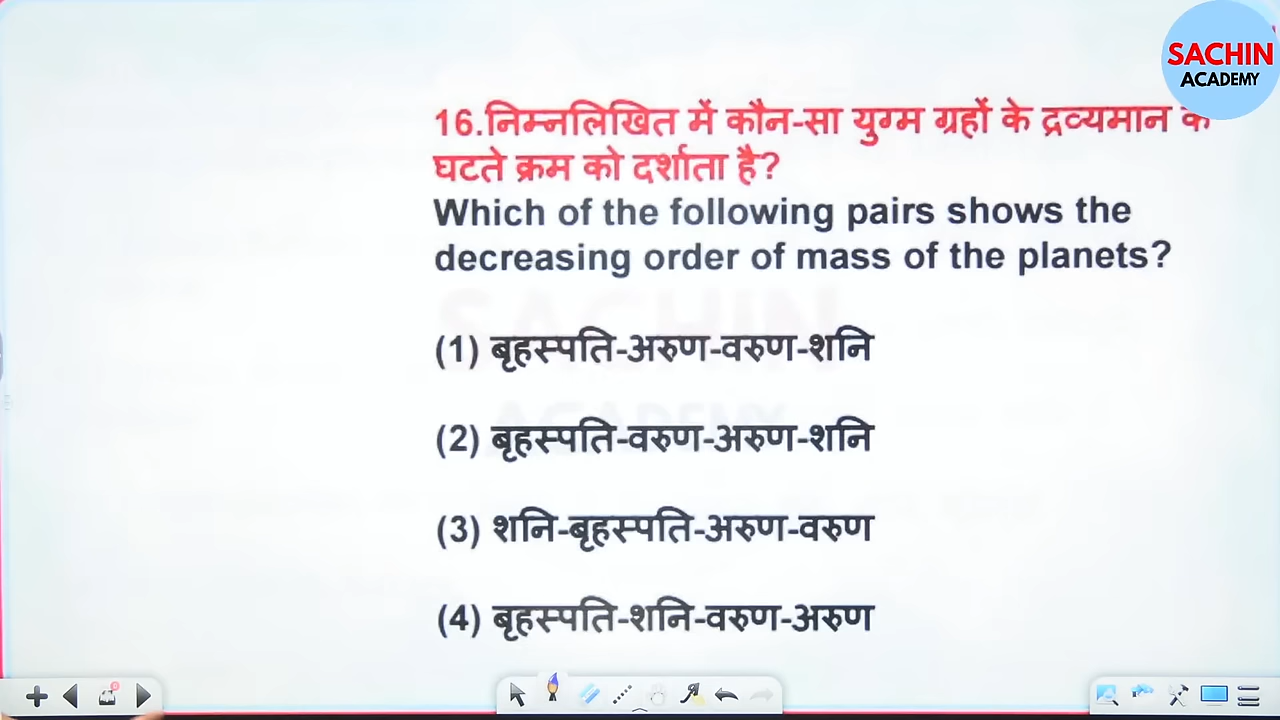 SACHIN
ACADEMY
16.निम्नलिखित में कौन-सा युग्म ग्रहों के द्रव्यमान के
घटते क्रम को दर्शाता है?
Which of the following pairs shows the
decreasing order of mass of the planets?
SACHIN
ACADEMY
(1) बृहस्पति-अरुण-वरुण-शनि
(2) बृहस्पति-वरुण-अरुण-शनि
(3) शनि-बृहस्पति-अरुण-वरुण
(4) बृहस्पति-शनि-वरुण-अरुण